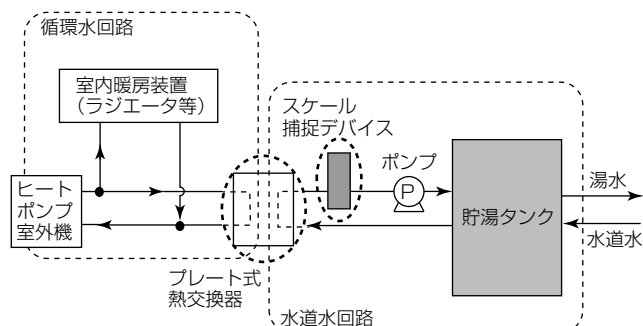 循環水回路
室内暖房装置
（ラジエータ等）
スケール
捕捉デバイス
ポンプ
P
ヒート
ポンプ
室外機
貯湯タンク
湯水
水道水
プレート式
熱交換器
水道水回路